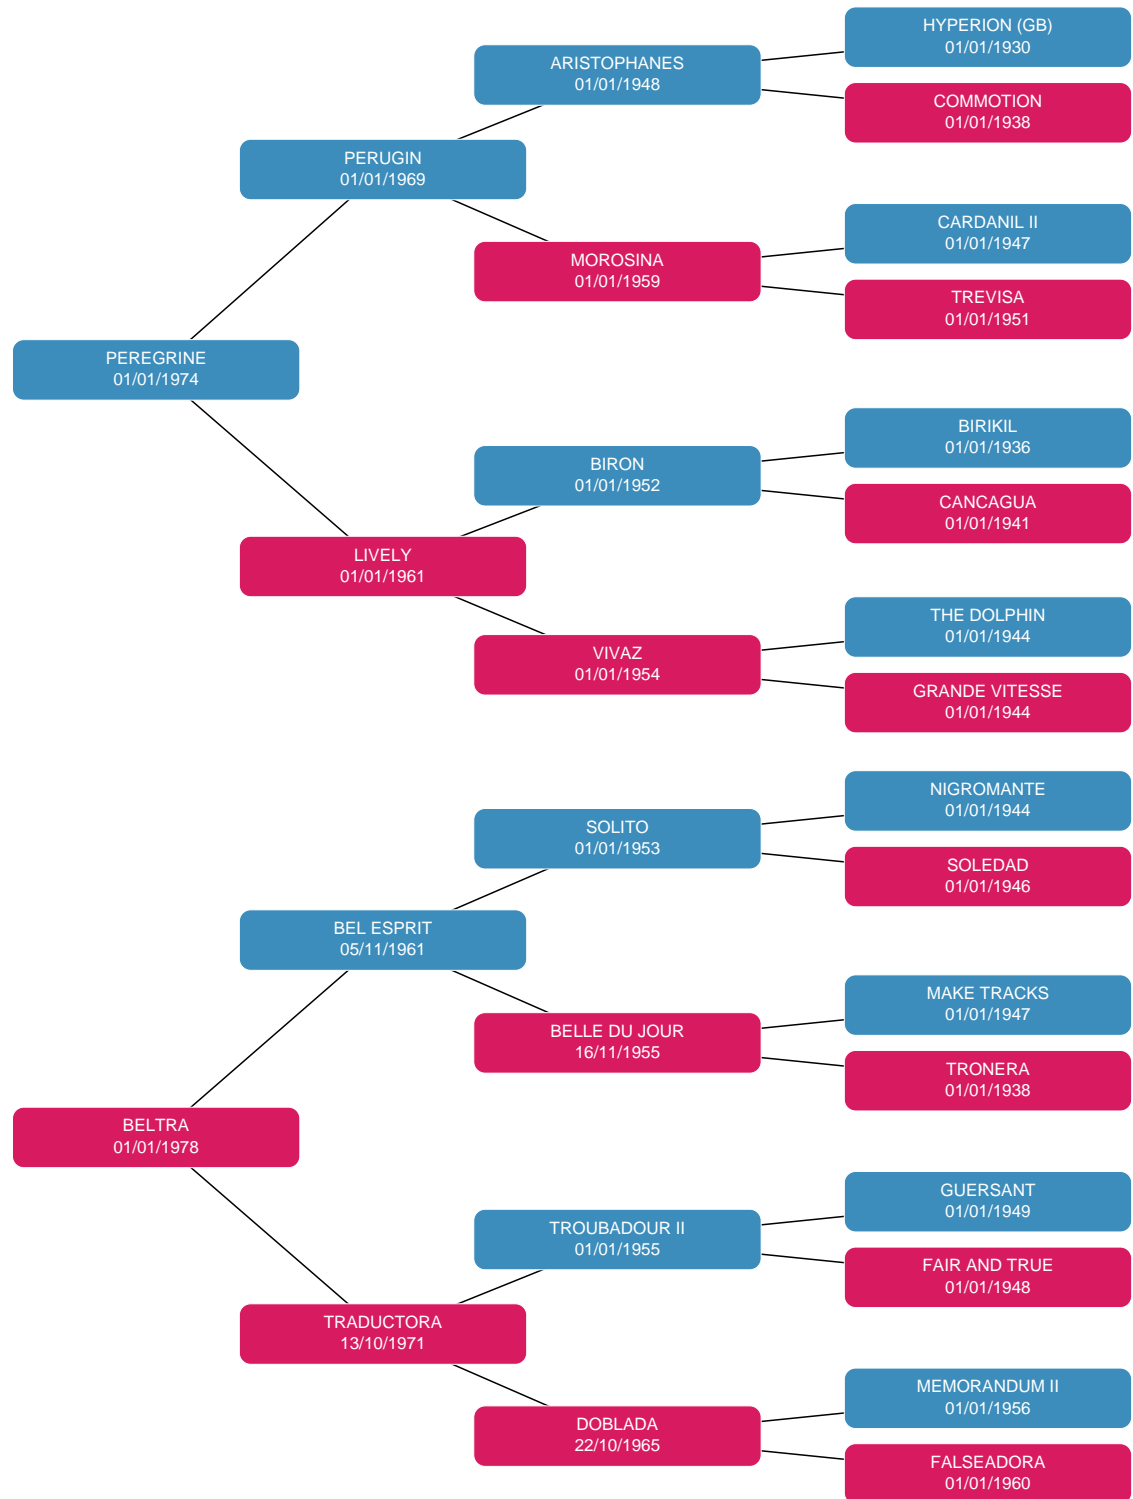 HYPERION (GB)
01/01/1930
ARISTOPHANES
01/01/1948
COMMOTION
01/01/1938
PERUGIN
01/01/1969
CARDANIL II
01/01/1947
MOROSINA
01/01/1959
TREVISA
01/01/1951
PEREGRINE
01/01/1974
BIRIKIL
01/01/1936
BIRON
01/01/1952
CANCAGUA
01/01/1941
LIVELY
01/01/1961
THE DOLPHIN
01/01/1944
VIVAZ
01/01/1954
GRANDE VITESSE
01/01/1944
NIGROMANTE
01/01/1944
SOLITO
01/01/1953
SOLEDAD
01/01/1946
BEL ESPRIT
05/11/1961
MAKE TRACKS
01/01/1947
BELLE DU JOUR
16/11/1955
TRONERA
01/01/1938
BELTRA
01/01/1978
GUERSANT
01/01/1949
TROUBADOUR II
01/01/1955
FAIR AND TRUE
01/01/1948
TRADUCTORA
13/10/1971
MEMORANDUM II
01/01/1956
DOBLADA
22/10/1965
FALSEADORA
01/01/1960